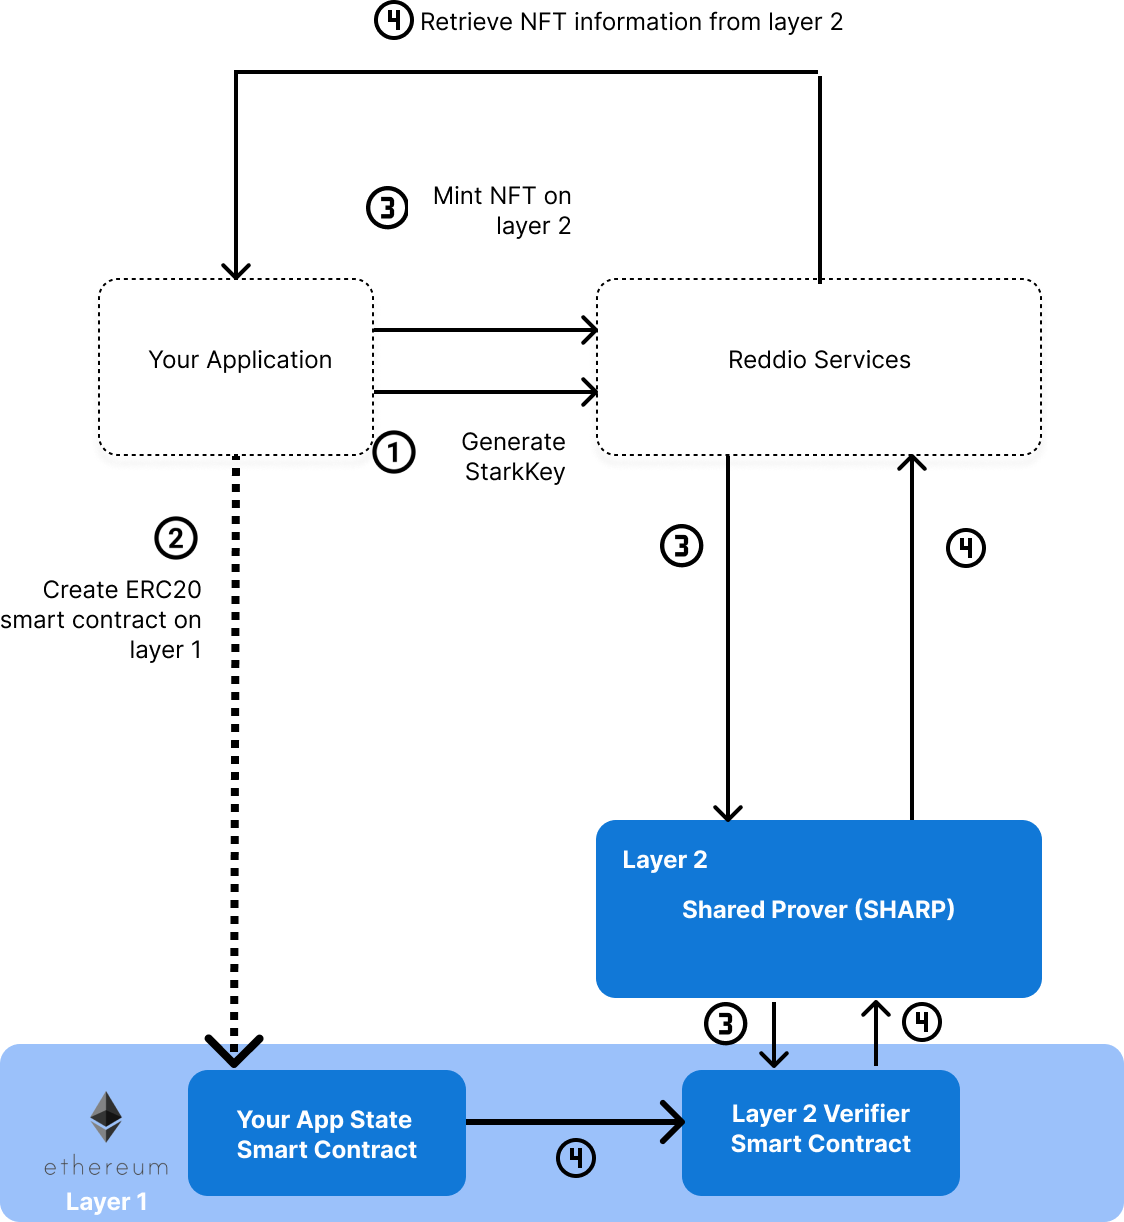 4 Retrieve NFT information from layer 2
3 Mint NFT on
layer 2
Your Application
Reddio Services
1 Generate
StarkKey
2
Create ERC20
smart contract on
layer 1
3
4
Layer 2
Shared Prover (SHARP)
3
4
Your App State
Smart Contract
4
Layer 2 Verifier
Smart Contract
ethereum
Layer 1